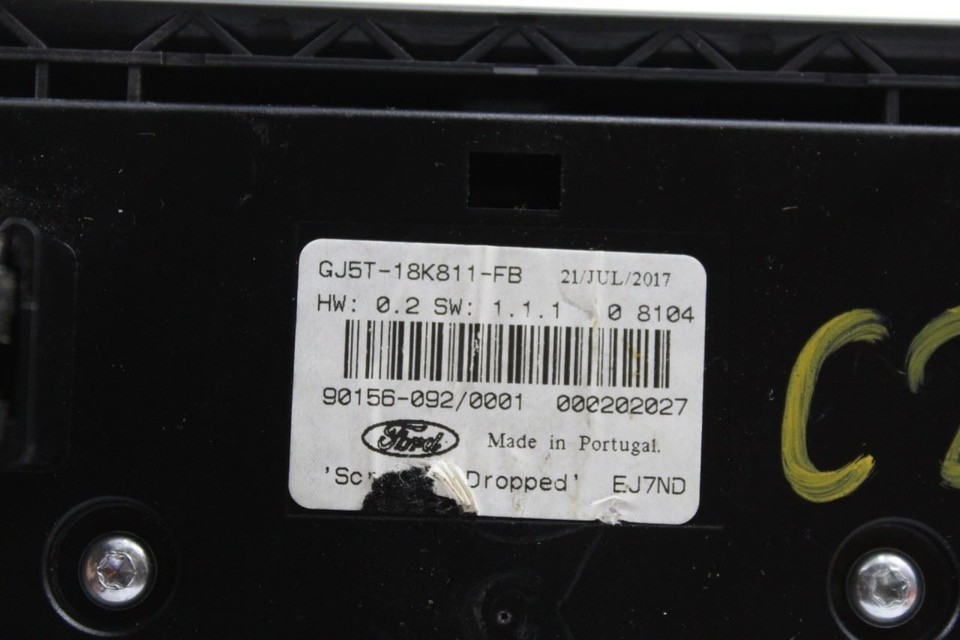 GJ5T-18K811-FB 21/JUL/2017
HW: 0.2 SW: 1.1.1 0 8104
90156-092/0001 000202027
Ford Made in Portugal.
Dropped' EJ7ND